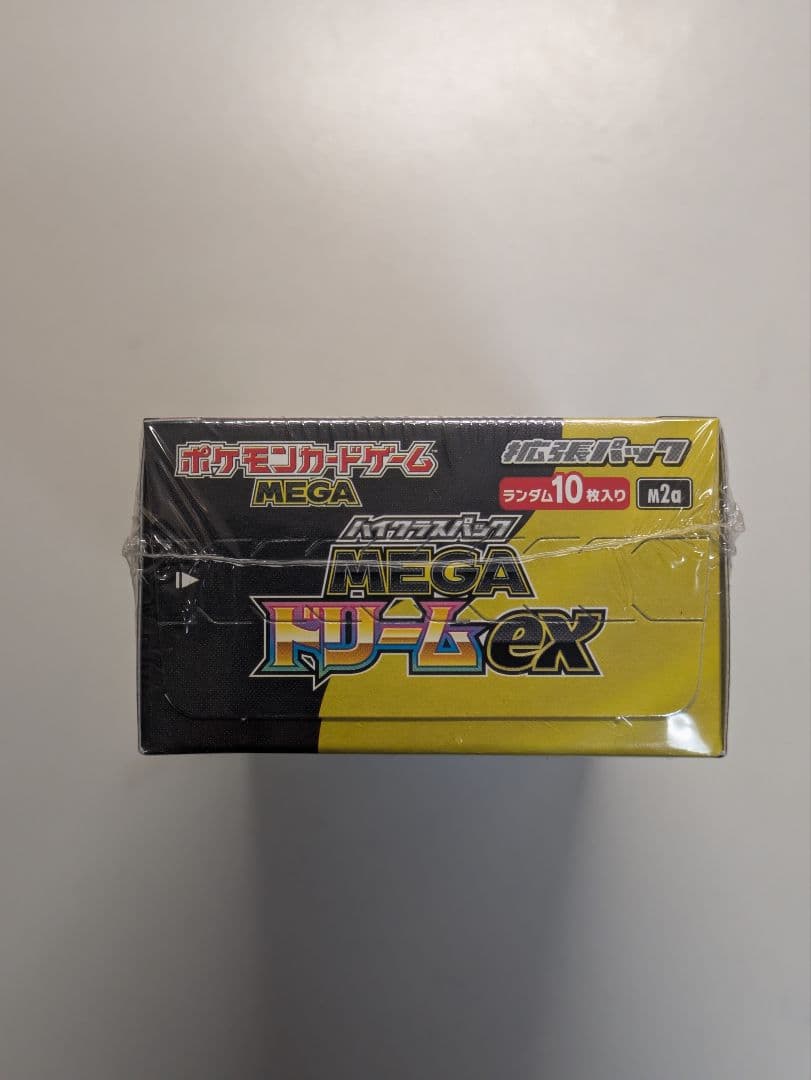 ポケモンカードゲーム
MEGA
拡張パック
ランダム10枚入り
M2a
ハイクラスパック
MEGA
ドリームex